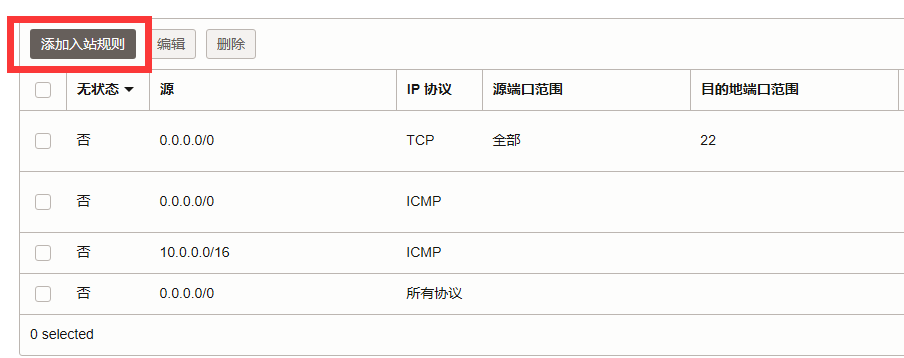 添加入站规则 编辑 删除
无状态 源 IP 协议 源端口范围 目的地端口范围
否 0.0.0.0/0 TCP 全部 22
否 0.0.0.0/0 ICMP
否 10.0.0.0/16 ICMP
否 0.0.0.0/0 所有协议
0 selected